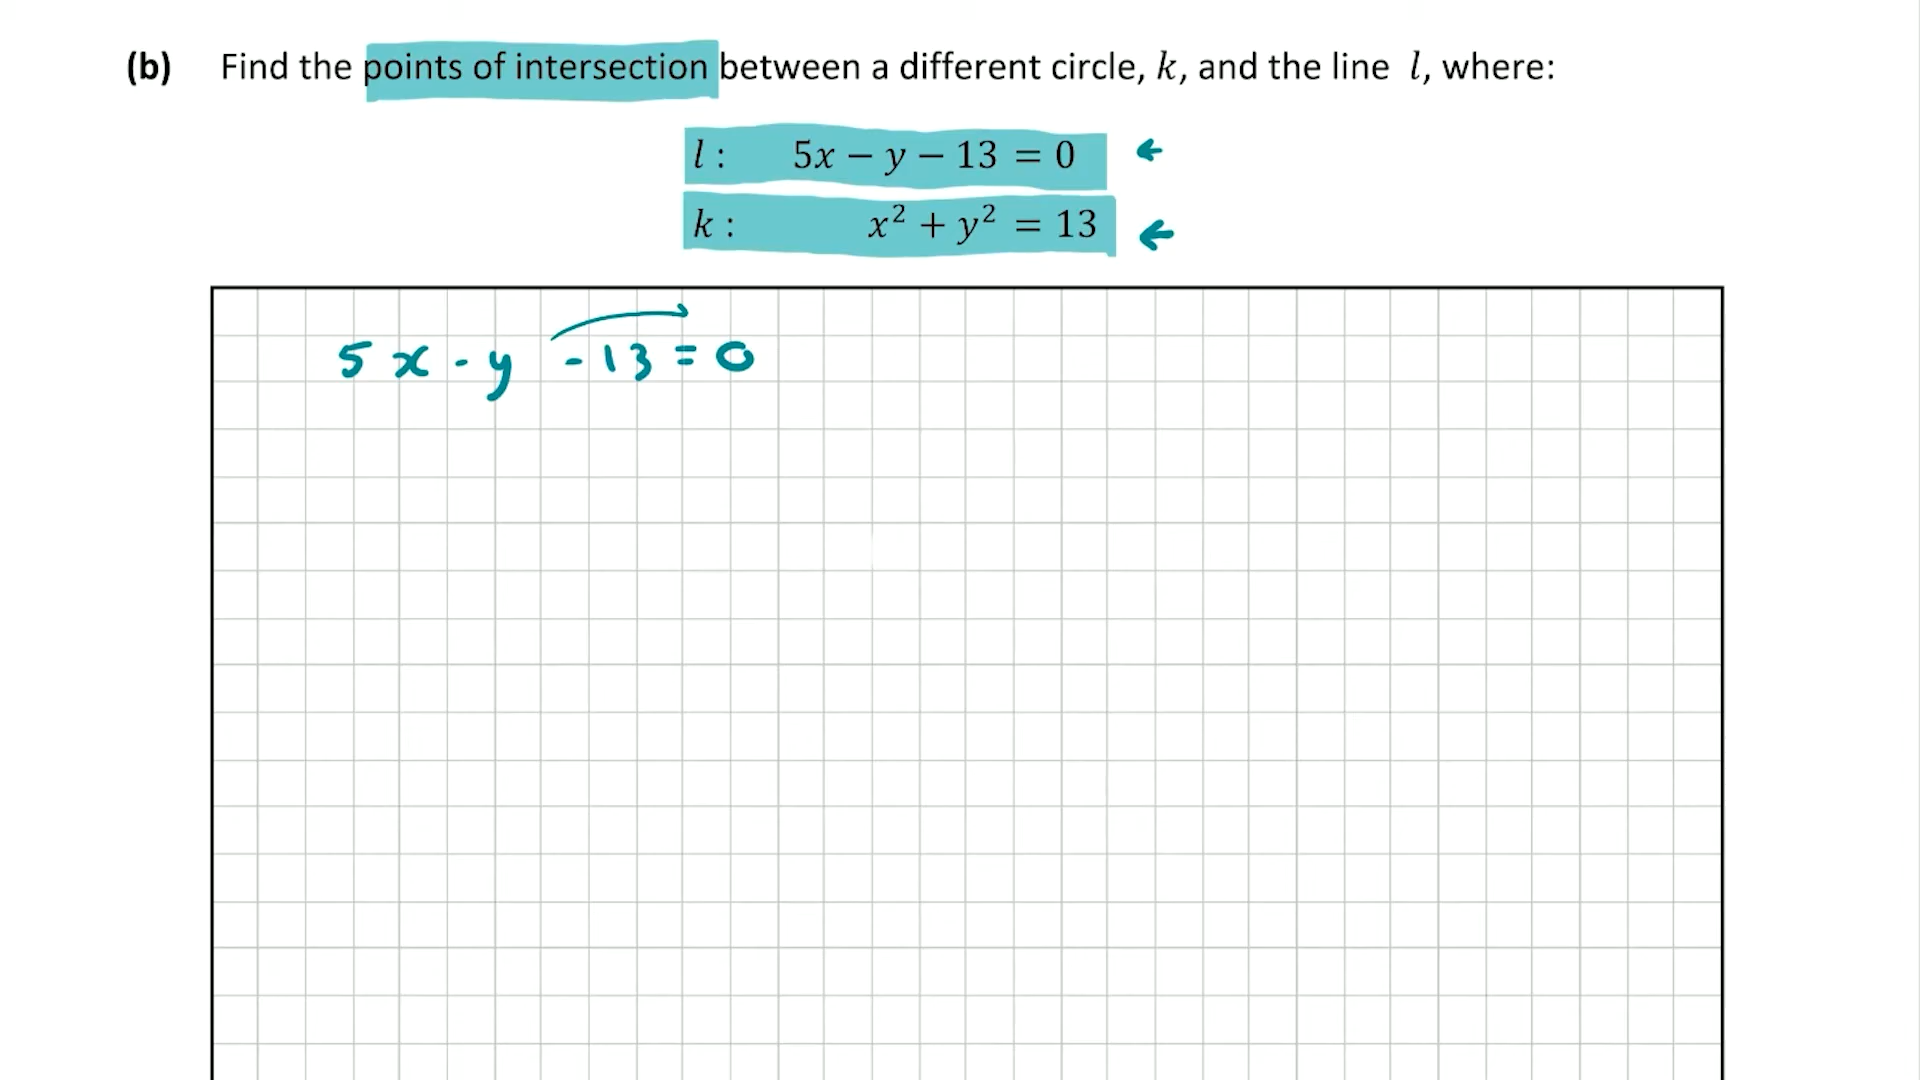 (b) Find the points of intersection between a different circle, k, and the line l, where:
l : 5x − y − 13 = 0
k : x² + y² = 13
5x - y - 13 = 0